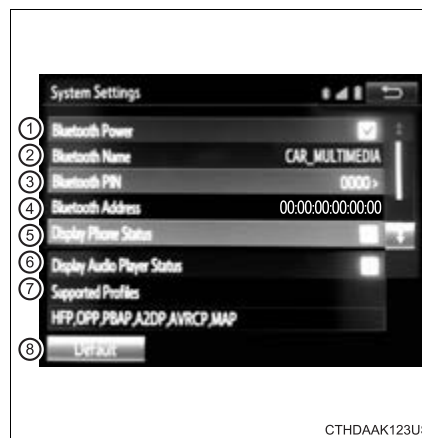 System Settings
① Bluetooth Power
② Bluetooth Name CAR_MULTIMEDIA
③ Bluetooth PIN 0000 >
④ Bluetooth Address 00:00:00:00:00:00
⑤ Display Phone Status
⑥ Display Audio Player Status
⑦ Supported Profiles
HFP,OPP,PBAP,A2DP,AVRCP,MAP
⑧ Default
CTHDAAK123US